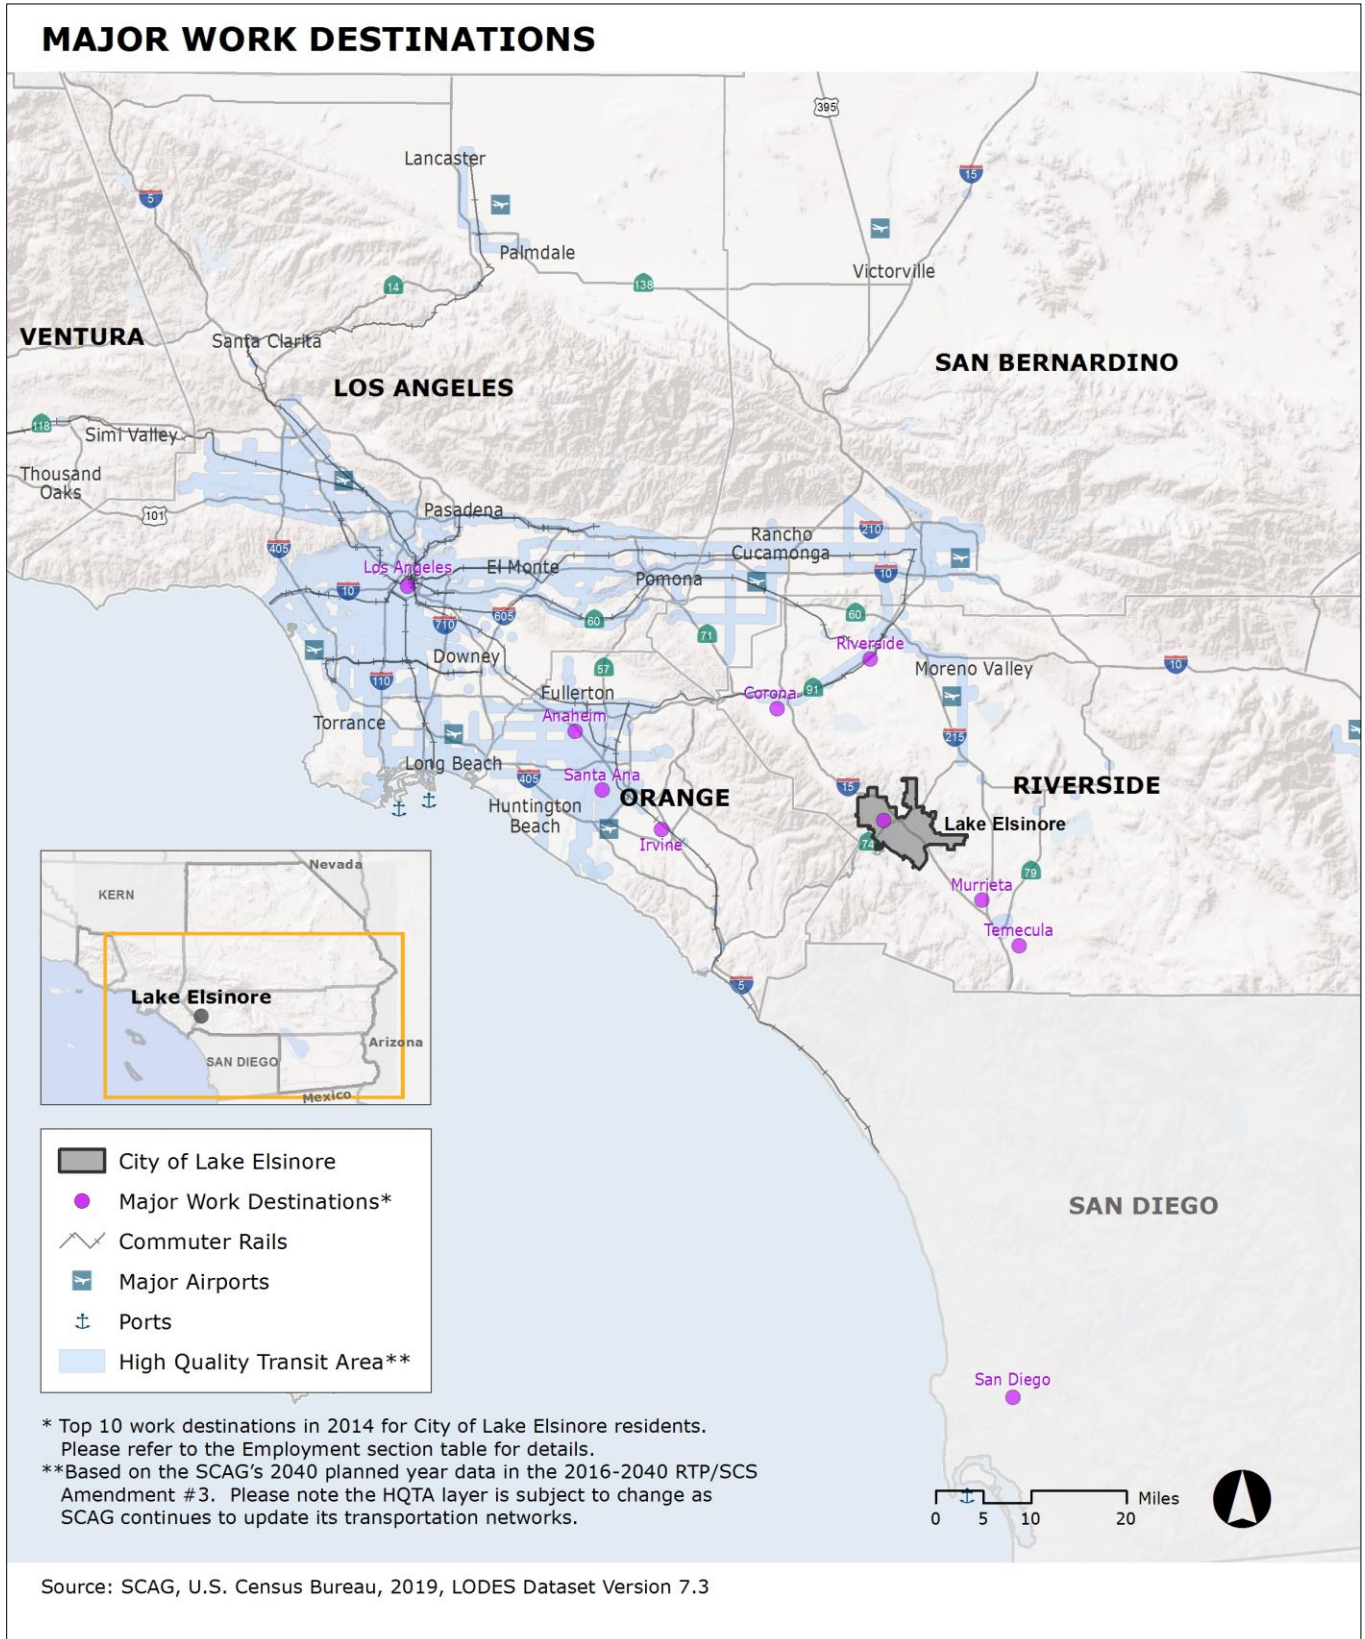 MAJOR WORK DESTINATIONS
395
Lancaster
15
5
Palmdale
Victorville
14
138
VENTURA
Santa Clarita
SAN BERNARDINO
LOS ANGELES
118
Simi Valley
Thousand
Oaks
101
Pasadena
405
210
Rancho
Cucamonga
Los Angeles
El Monte
Pomona
10
10
605
60
60
710
71
Riverside
Downey
57
Moreno Valley
10
110
Fullerton
Corona
91
Anaheim
Torrance
215
Long Beach
405
Santa Ana
ORANGE
15
RIVERSIDE
Huntington
Beach
Lake Elsinore
Irvine
74
79
Murrieta
Temecula
5
Nevada
KERN
Lake Elsinore
Arizona
SAN DIEGO
Mexico
City of Lake Elsinore
Major Work Destinations*
Commuter Rails
Major Airports
Ports
High Quality Transit Area**
SAN DIEGO
San Diego
* Top 10 work destinations in 2014 for City of Lake Elsinore residents.
Please refer to the Employment section table for details.
**Based on the SCAG's 2040 planned year data in the 2016-2040 RTP/SCS
Amendment #3. Please note the HQTA layer is subject to change as
SCAG continues to update its transportation networks.
Miles
0 5 10 20
Source: SCAG, U.S. Census Bureau, 2019, LODES Dataset Version 7.3